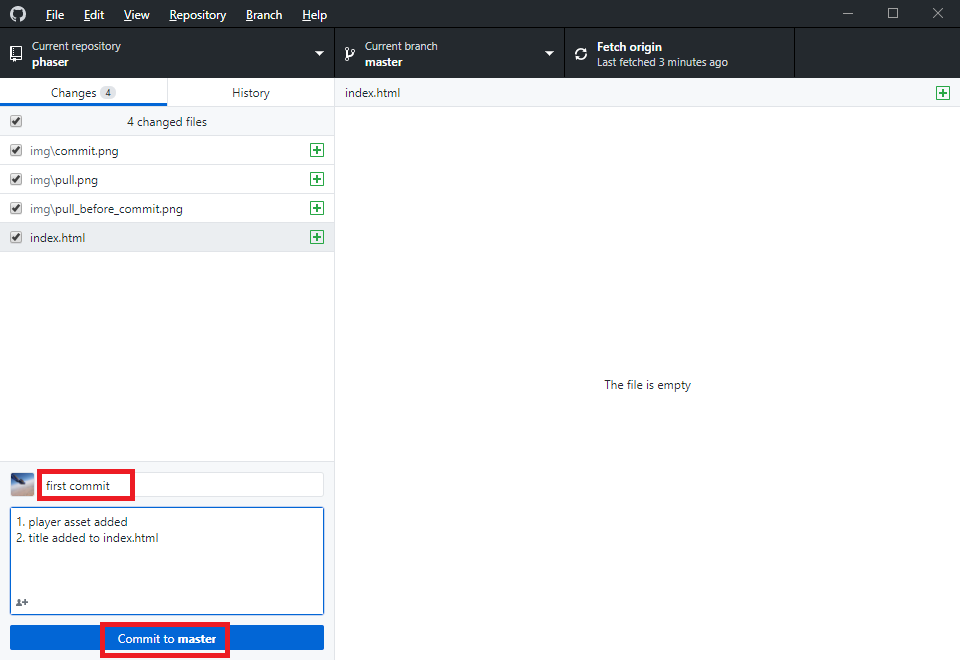 File Edit View Repository Branch Help
Current repository
phaser
Current branch
master
Fetch origin
Last fetched 3 minutes ago
Changes 4
History
index.html
4 changed files
img\commit.png
img\pull.png
img\pull_before_commit.png
index.html
The file is empty
first commit
1. player asset added
2. title added to index.html
Commit to master